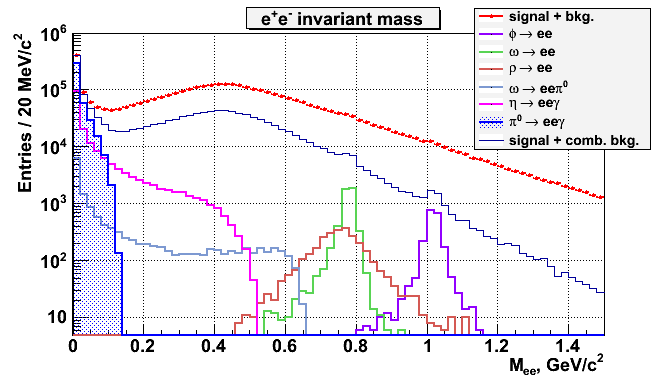 e⁺e⁻ invariant mass
signal + bkg.
ϕ → ee
ω → ee
ρ → ee
ω → eeπ⁰
η → eeγ
π⁰ → eeγ
signal + comb. bkg.
Entries / 20 MeV/c²
10⁶
10⁵
10⁴
10³
10²
10
0 0.2 0.4 0.6 0.8 1 1.2 1.4
Mₑₑ, GeV/c²